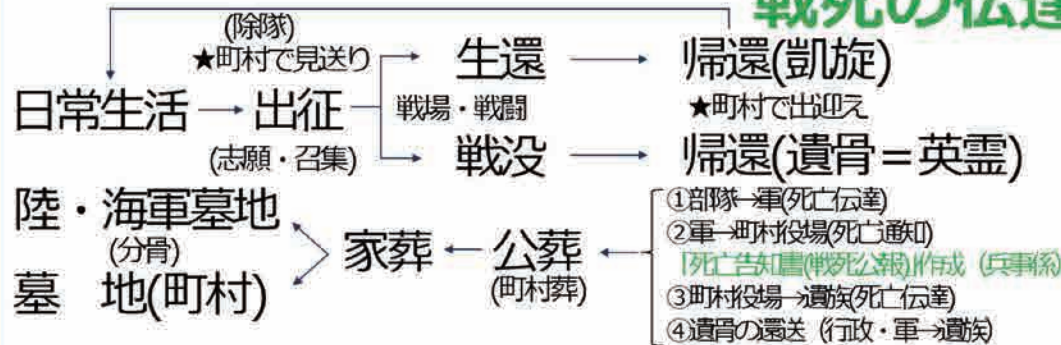 戦死の伝達
(除隊)
★町村で見送り
生還
帰還(凱旋)
日常生活
出征
戦場・戦闘
★町村で出迎え
(志願・召集)
戦没
帰還(遺骨＝英霊)
陸・海軍墓地
(分骨)
墓 地(町村)
家葬
公葬
(町村葬)
①部隊→軍(死亡伝達)
②軍→町村役場(死亡通知)
「死亡告知書(戦死公報)」作成 (兵事係)
③町村役場→遺族(死亡伝達)
④遺骨の還送 (行政・軍→遺族)